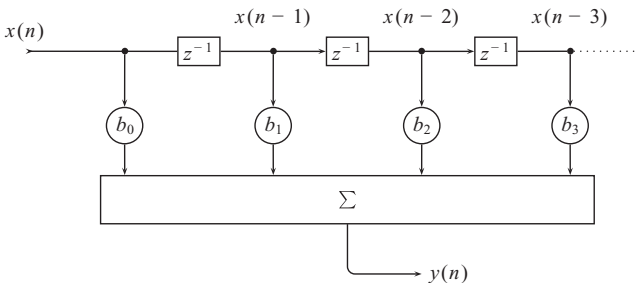 x(n) x(n − 1) x(n − 2) x(n − 3)
z⁻¹ z⁻¹ z⁻¹
b₀ b₁ b₂ b₃
Σ
y(n)